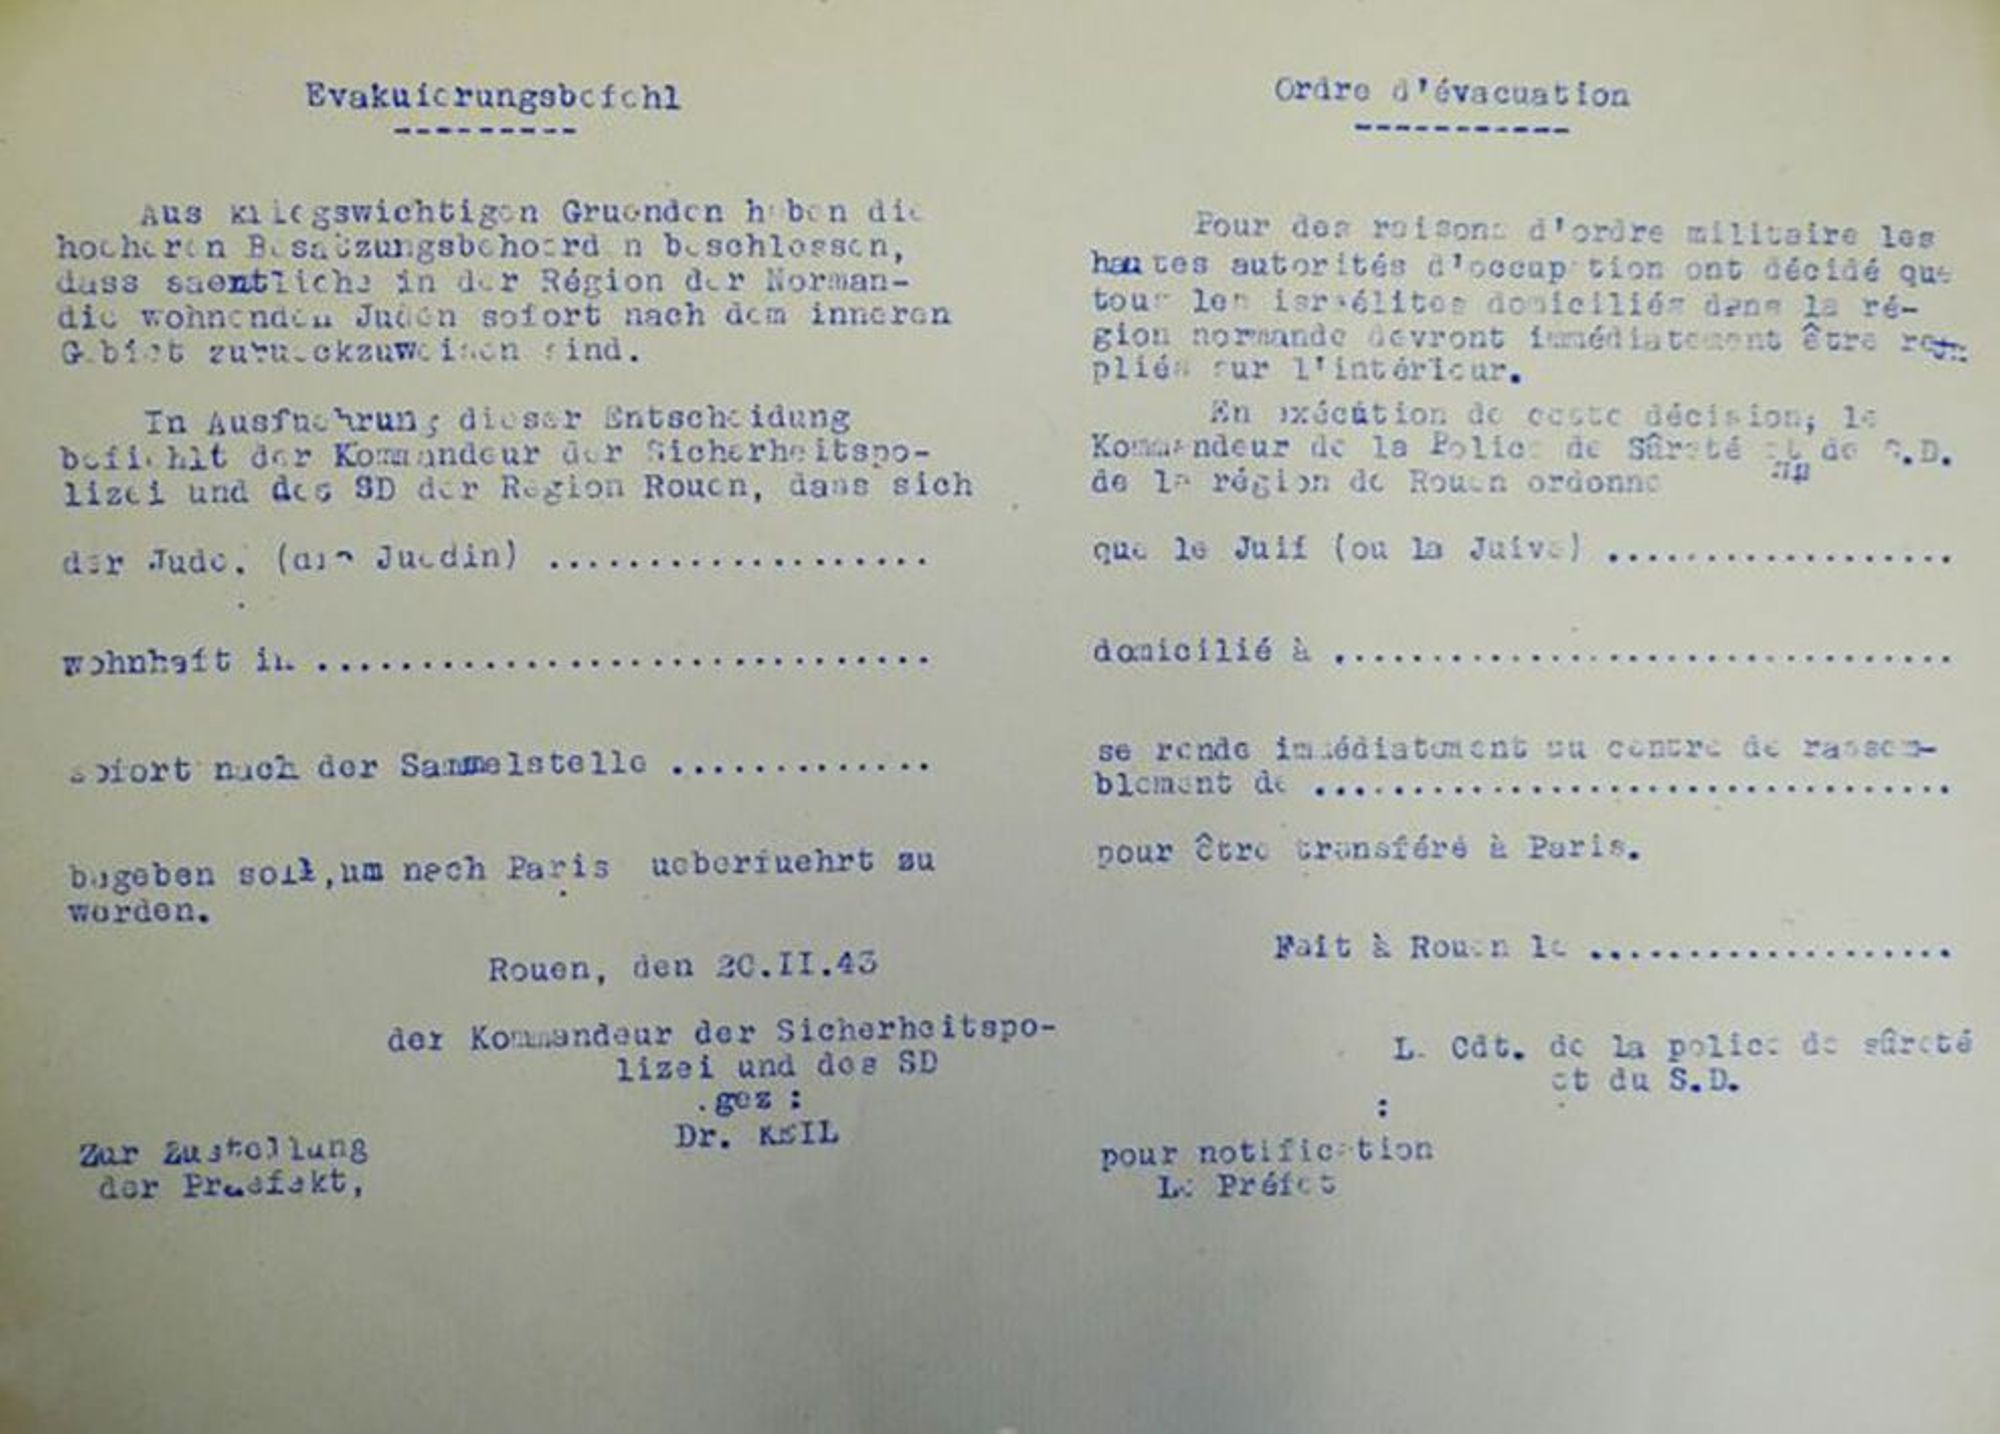 Evakuierungsbefehl
---------
Aus kriegswichtigen Gruenden haben die
hoeheren Besatzungsbehoerden beschlossen,
dass saemtliche in der Région der Norman-
die wohnenden Juden sofort nach dem inneren
Gebiet zurueckzuweisen sind.
In Ausfuehrung dieser Entscheidung
befiehlt der Kommandeur der Sicherheitspo-
lizei und des SD der Region Rouen, dass sich
der Jude. (die Juedin) ...................
wohnhaft in ...............................
sofort nach der Sammelstelle .............
begeben soll,um nach Paris ueberfuehrt zu
werden.
Rouen, den 20.II.43
der Kommandeur der Sicherheitspo-
lizei und des SD
.gez :
Dr. KEIL
Zur Zustellung
der Praefekt,
Ordre d'évacuation
-----------
Pour des raisons d'ordre militaire les
hautes autorités d'occupation ont décidé que
tous les israélites domiciliés dans la ré-
gion normande devront immédiatement être
pliés sur l'intérieur.
En exécution de cette décision; le
Kommandeur de la Police de Sûreté et de S.D.
de la région de Rouen ordonne
que le Juif (ou la Juive) ..................
domicilié à ................................
se rende immédiatement au centre de rassem-
blement de .................................
pour être transféré à Paris.
Fait à Rouen le ...................
Le Cdt. de la police de sûreté
et du S.D.
:
pour notification
Le Préfet